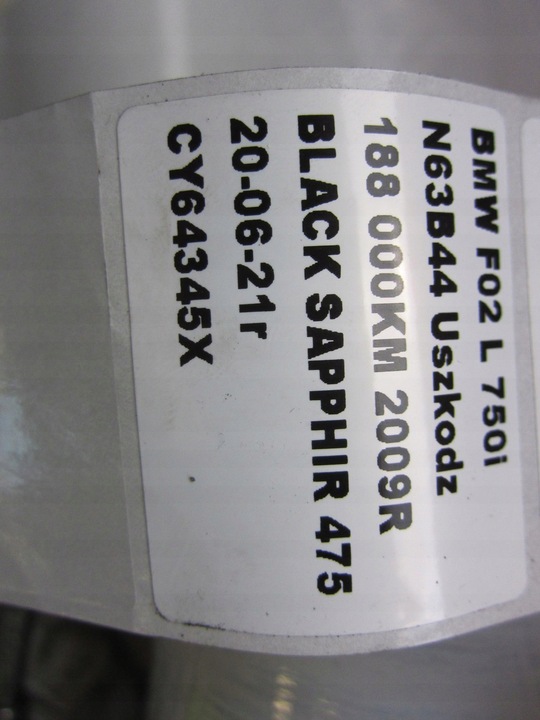 BMW F02 L 750i
N63B44 Uszkodz
188 000KM 2009R
BLACK SAPPHIR 475
20-06-21r
CY64345X